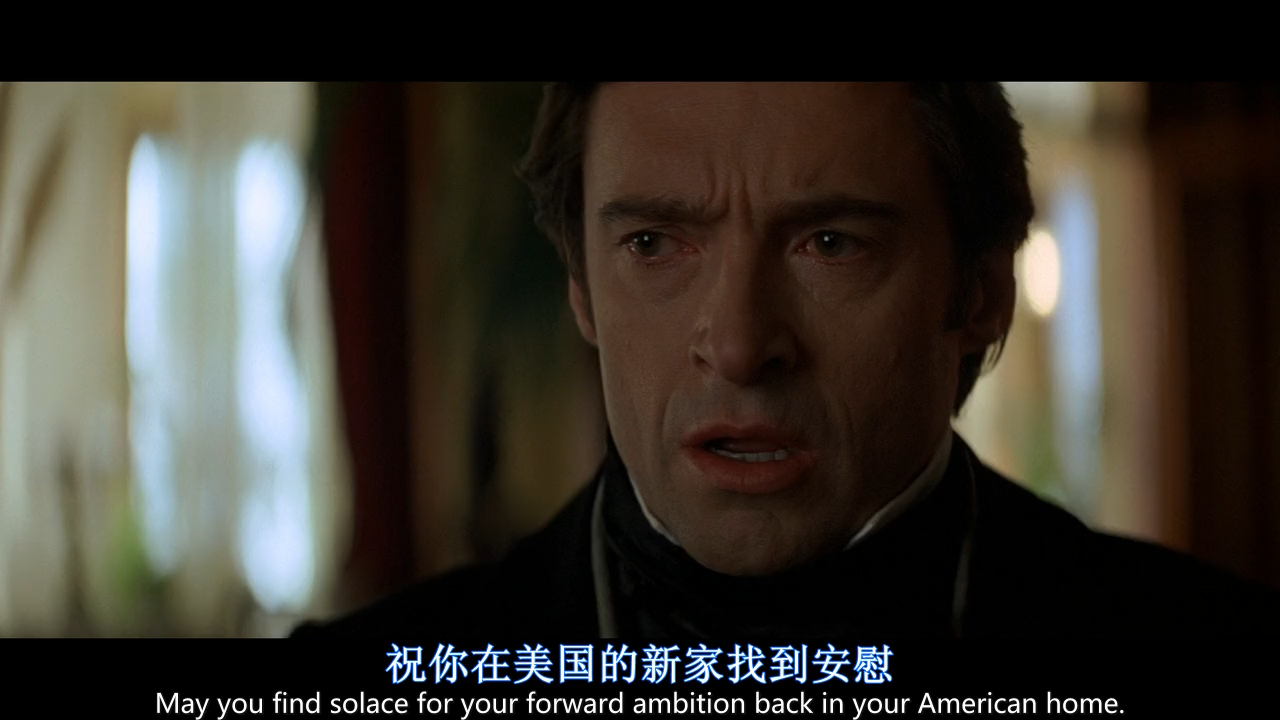 祝你在美国的新家找到安慰
May you find solace for your forward ambition back in your American home.